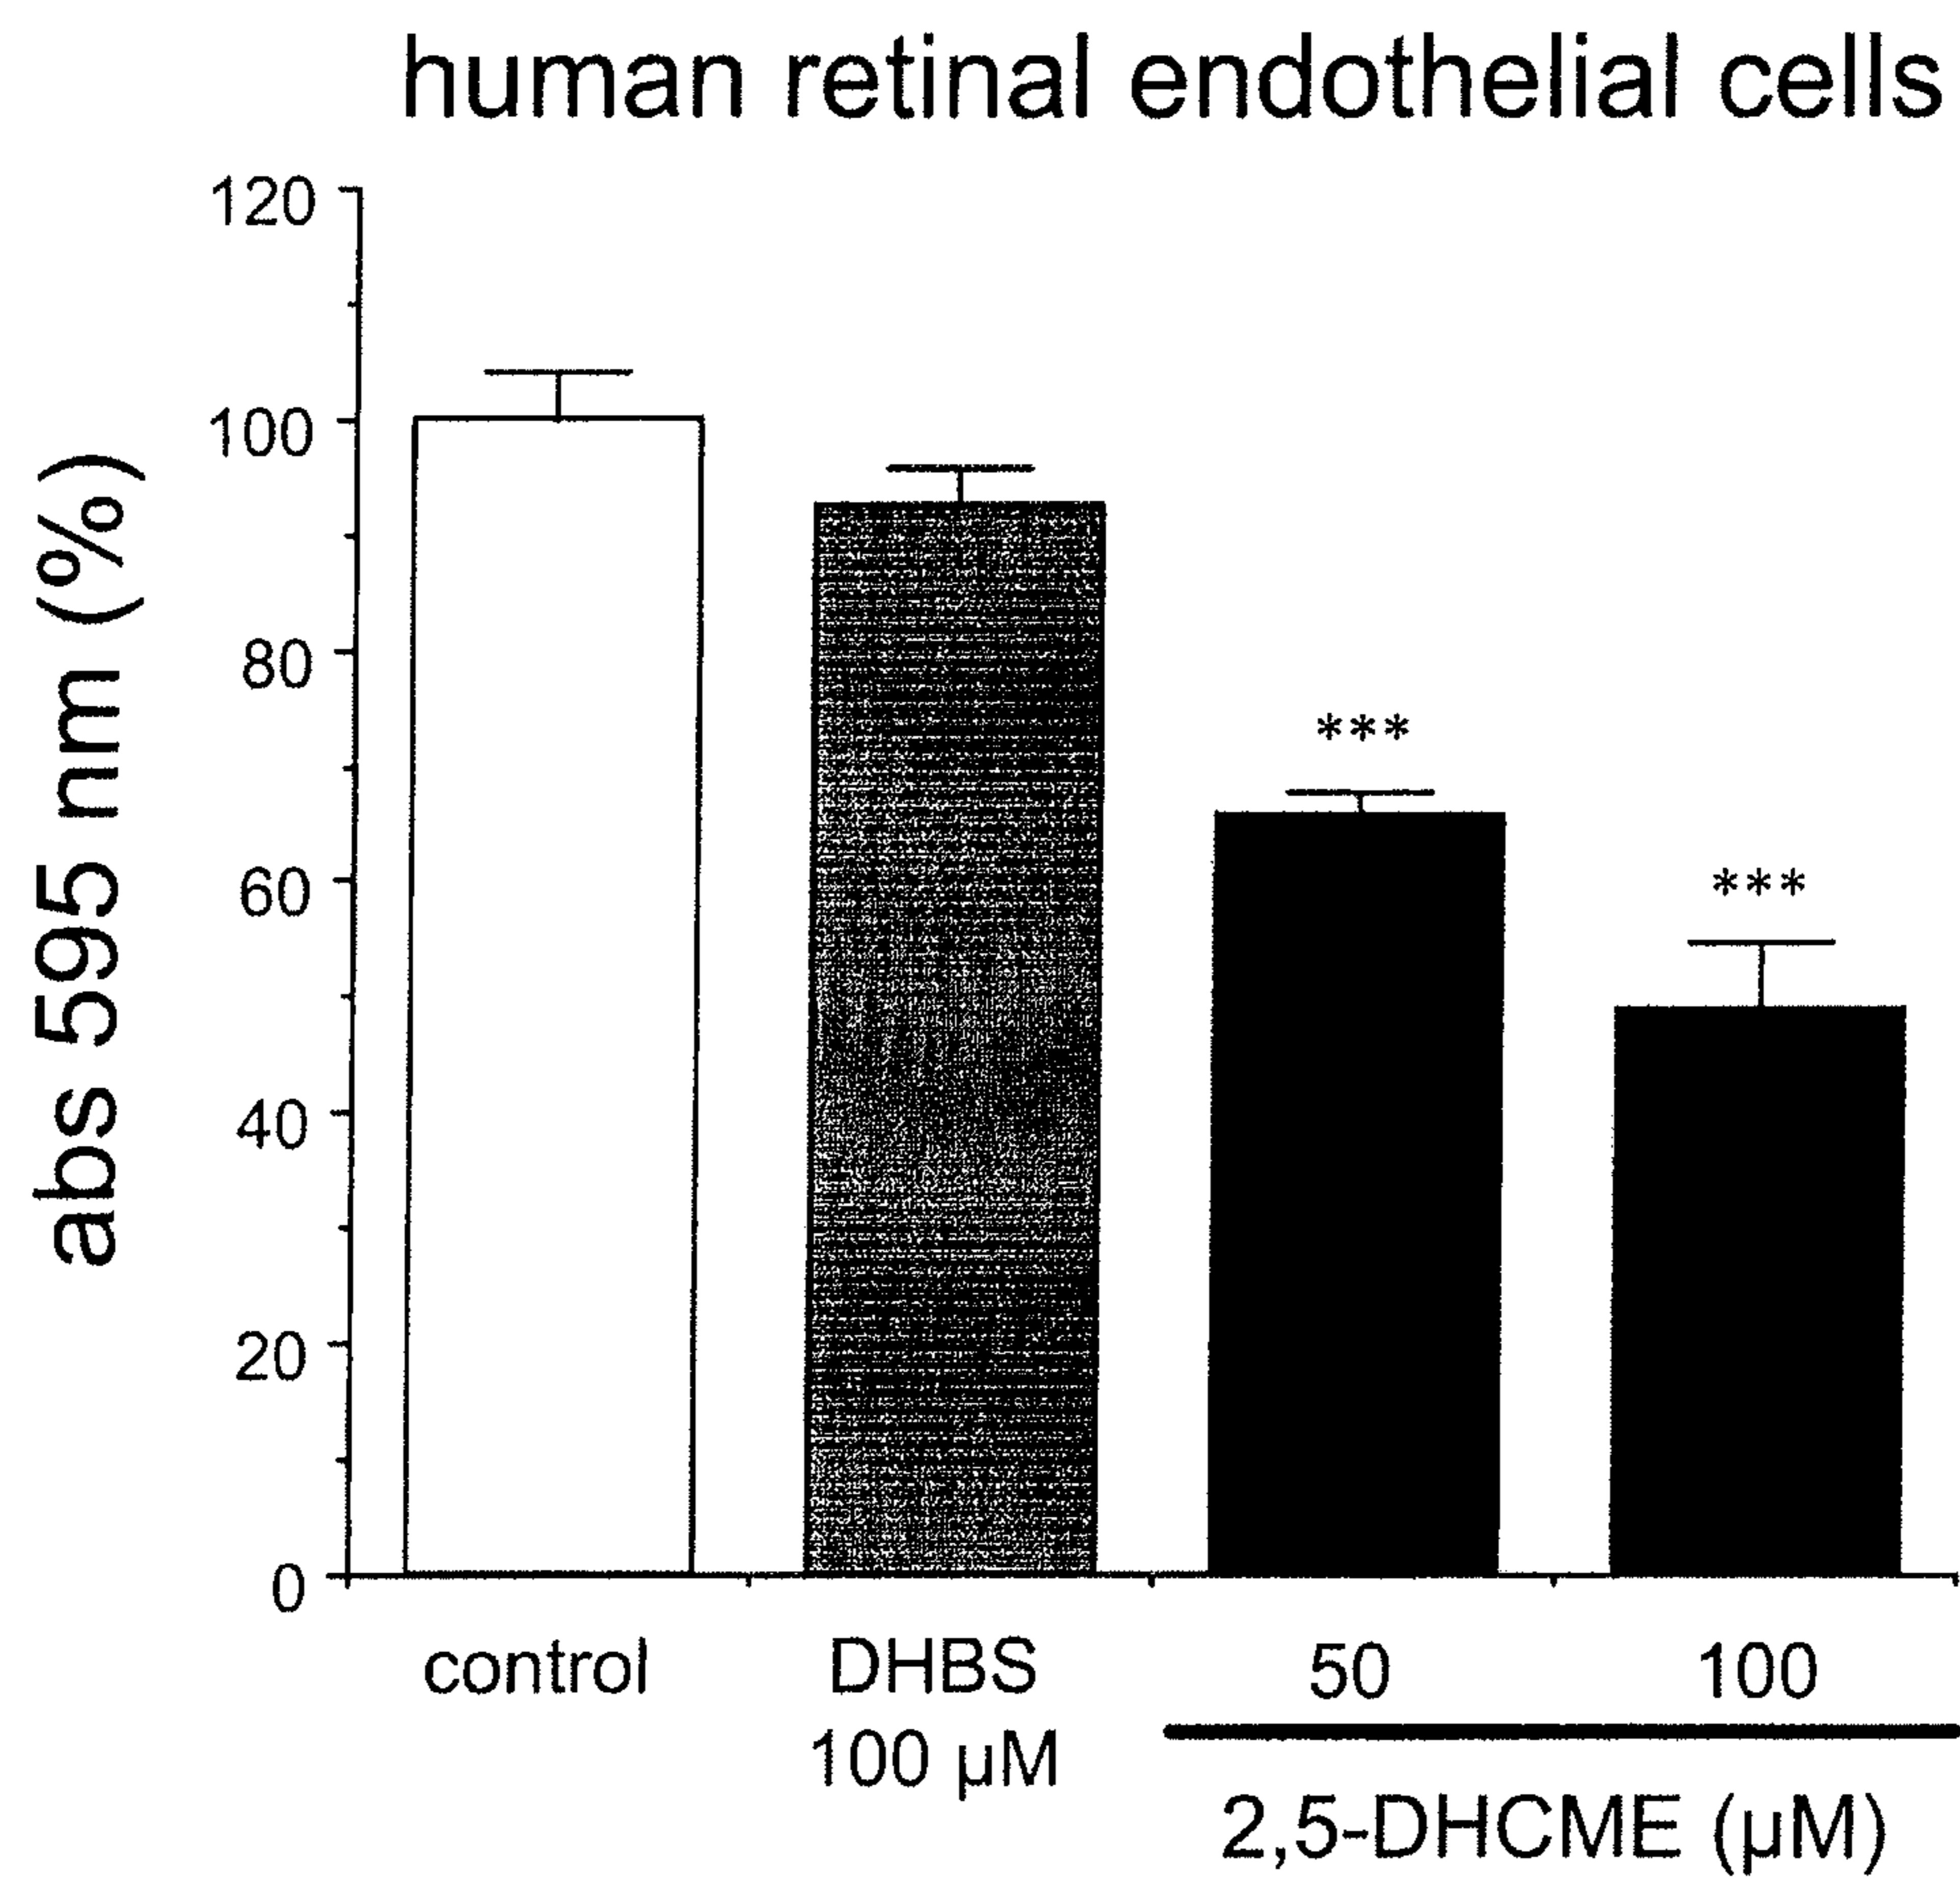 human retinal endothelial cells
abs 595 nm (%)
120
100
80
60
40
20
0
***
***
control
DHBS
100 µM
50
100
2,5-DHCME (µM)